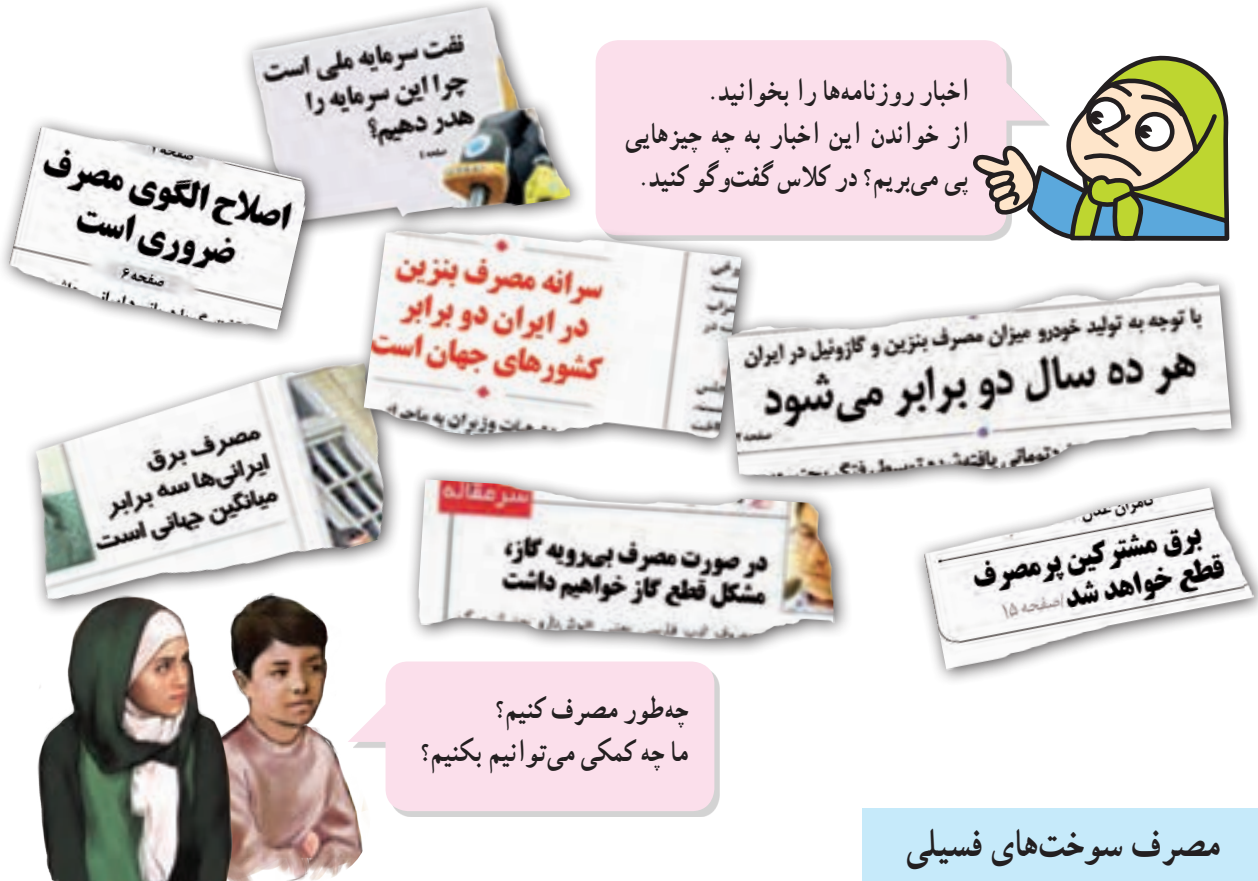 نفت سرمایه ملی است
چرا این سرمایه را
هدر دهیم؟
اخبار روزنامه‌ها را بخوانید.
از خواندن این اخبار به چه چیزهایی
پی می‌بریم؟ در کلاس گفت‌وگو کنید.
اصلاح الگوی مصرف
ضروری است
صفحه ۶
سرانه مصرف بنزین
در ایران دو برابر
کشورهای جهان است
با توجه به تولید خودرو میزان مصرف بنزین و گازوئیل در ایران
هر ده سال دو برابر می‌شود
مصرف برق
ایرانی‌ها سه برابر
میانگین جهانی است
سرمقاله
در صورت مصرف بی‌رویه گاز،
مشکل قطع گاز خواهیم داشت
برق مشترکین پرمصرف
قطع خواهد شد /صفحه ۱۵
چه‌طور مصرف کنیم؟
ما چه کمکی می‌توانیم بکنیم؟
مصرف سوخت‌های فسیلی